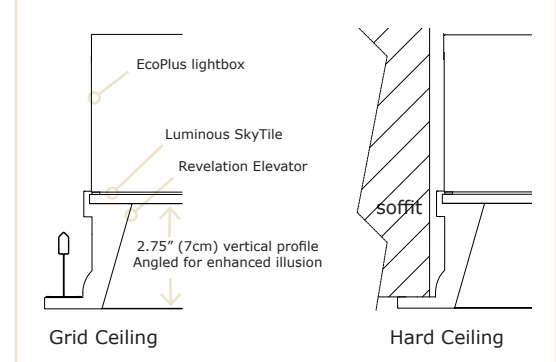 EcoPlus lightbox
Luminous SkyTile
Revelation Elevator
soffit
2.75” (7cm) vertical profile
Angled for enhanced illusion
Grid Ceiling
Hard Ceiling